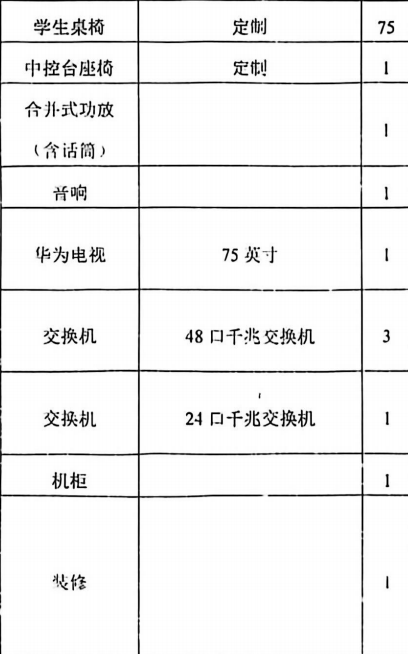 学生桌椅 定制 75
中控台座椅 定制 1
合并式功放
（含话筒） 1
音响 1
华为电视 75 英寸 1
交换机 48 口千兆交换机 3
交换机 24 口千兆交换机 1
机柜 1
装修 1